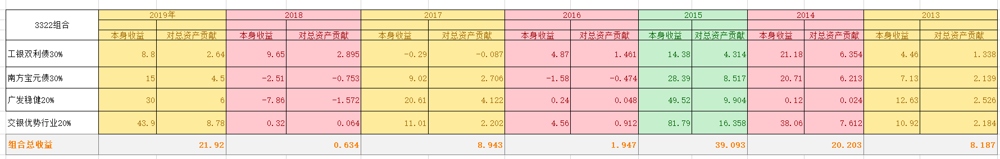 3322组合 2019年 2018 2017 2016 2015 2014 2013
本身收益 对总资产贡献 本身收益 对总资产贡献 本身收益 对总资产贡献 本身收益 对总资产贡献 本身收益 对总资产贡献 本身收益 对总资产贡献 本身收益 对总资产贡献
工银双利债30% 8.8 2.64 9.65 2.895 -0.29 -0.087 4.87 1.461 14.38 4.314 21.18 6.354 4.46 1.338
南方宝元债30% 15 4.5 -2.51 -0.753 9.02 2.706 -1.58 -0.474 28.39 8.517 20.71 6.213 7.13 2.139
广发稳健20% 30 6 -7.86 -1.572 20.61 4.122 0.24 0.048 49.52 9.904 0.12 0.024 12.63 2.526
交银优势行业20% 43.9 8.78 0.32 0.064 11.01 2.202 4.56 0.912 81.79 16.358 38.06 7.612 10.92 2.184
组合总收益 21.92 0.634 8.943 1.947 39.093 20.203 8.187